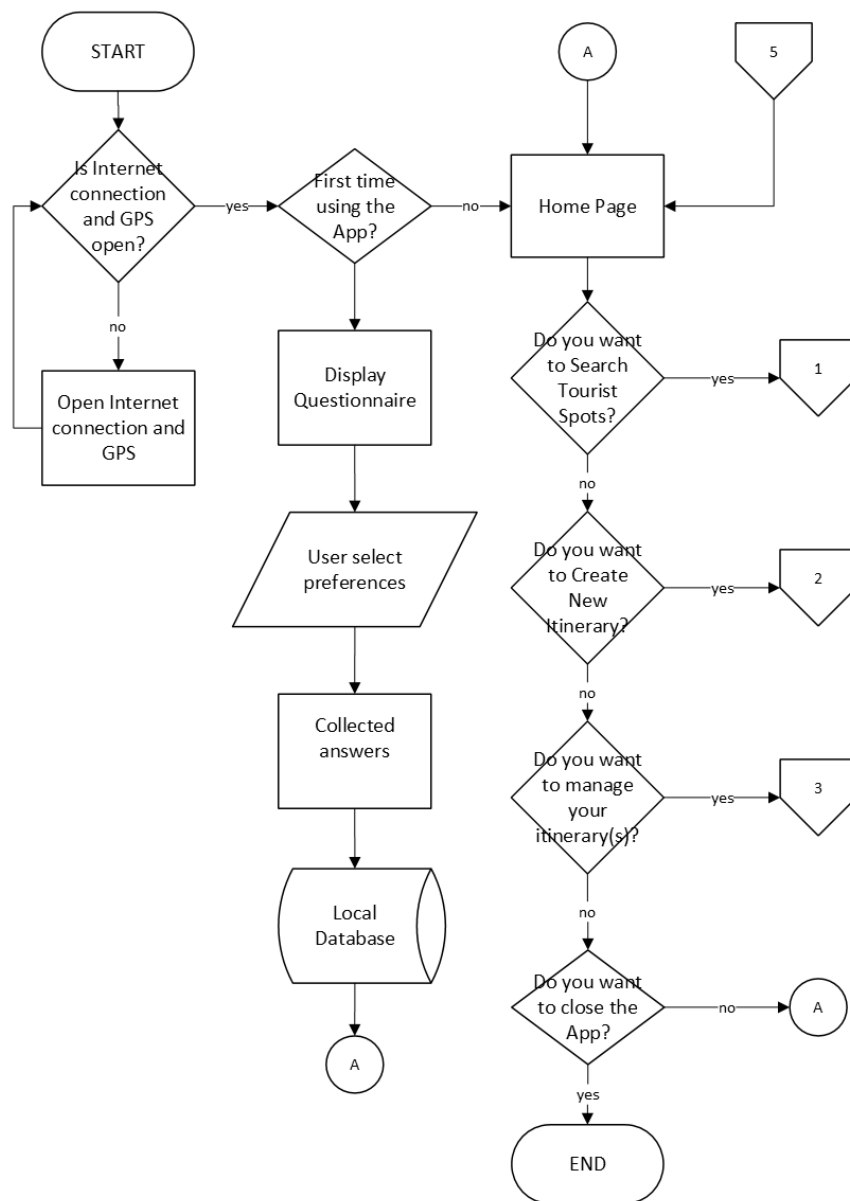 START
Is Internet
connection
and GPS
open?
yes
no
Open Internet
connection and
GPS
First time
using the
App?
no
Display
Questionnaire
User select
preferences
Collected
answers
Local
Database
A
A
5
Home Page
Do you want
to Search
Tourist
Spots?
yes
1
no
Do you want
to Create
New
Itinerary?
yes
2
no
Do you want
to manage
your
itinerary(s)?
yes
3
no
Do you want
to close the
App?
no
A
yes
END